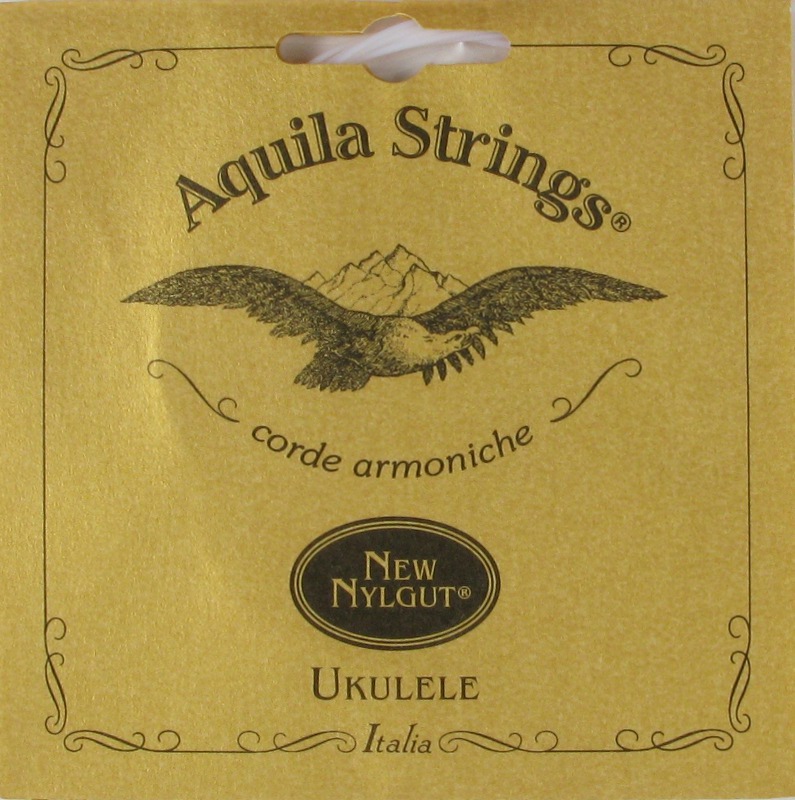 Aquila Strings®
corde armoniche
NEW
NYLGUT®
UKULELE
Italia